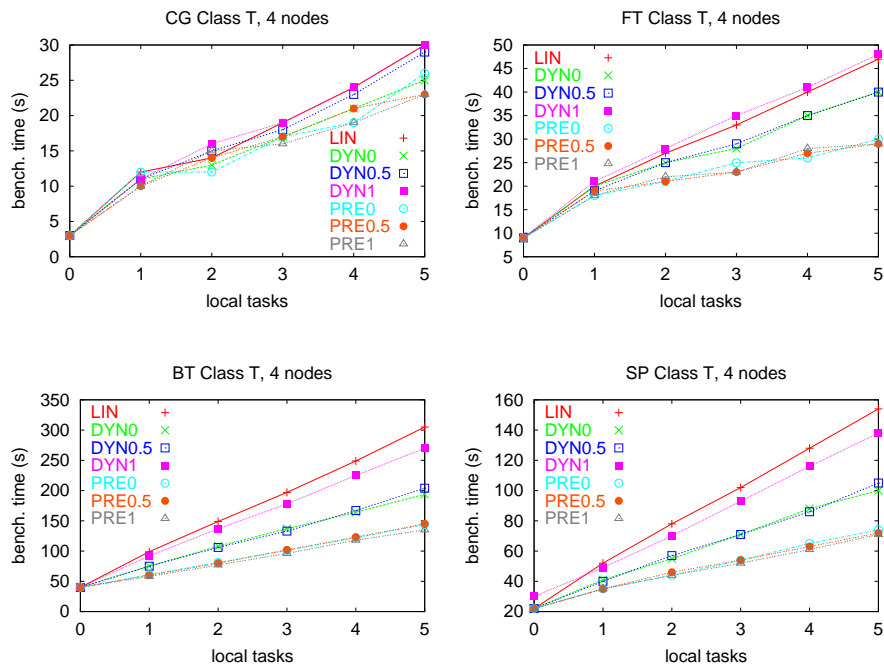 CG Class T, 4 nodes
30
25
20
15
10
5
0
bench. time (s)
LIN
DYN0
DYN0.5
DYN1
PRE0
PRE0.5
PRE1
0 1 2 3 4 5
local tasks
FT Class T, 4 nodes
50
45
40
35
30
25
20
15
10
5
bench. time (s)
LIN
DYN0
DYN0.5
DYN1
PRE0
PRE0.5
PRE1
0 1 2 3 4 5
local tasks
BT Class T, 4 nodes
350
300
250
200
150
100
50
0
bench. time (s)
LIN
DYN0
DYN0.5
DYN1
PRE0
PRE0.5
PRE1
0 1 2 3 4 5
local tasks
SP Class T, 4 nodes
160
140
120
100
80
60
40
20
bench. time (s)
LIN
DYN0
DYN0.5
DYN1
PRE0
PRE0.5
PRE1
0 1 2 3 4 5
local tasks